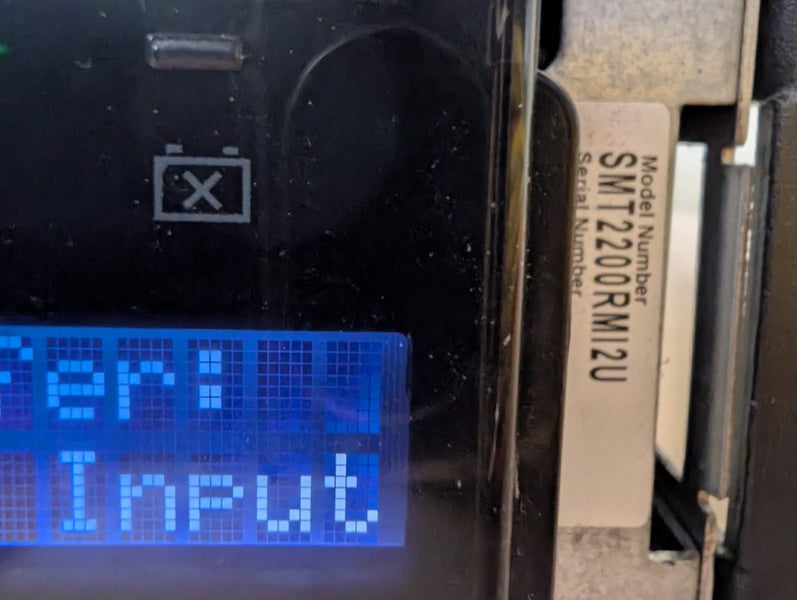 er:
Input
Model Number
SMT2200RMI2U
Serial Number